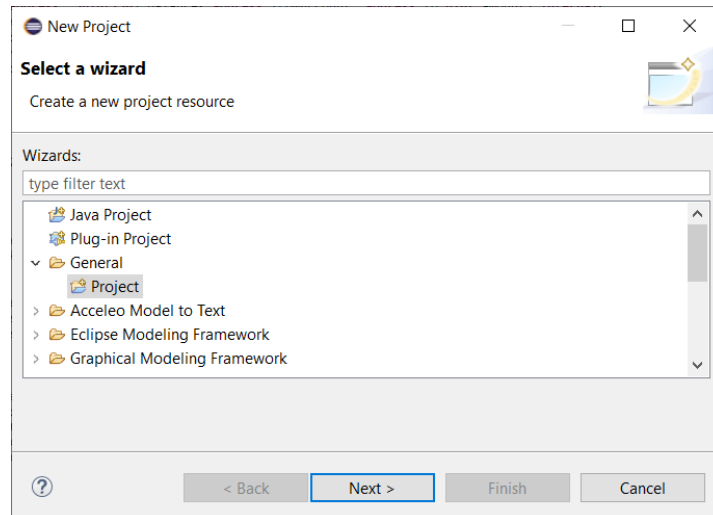 New Project
Select a wizard
Create a new project resource
Wizards:
type filter text
Java Project
Plug-in Project
General
Project
Acceleo Model to Text
Eclipse Modeling Framework
Graphical Modeling Framework
< Back Next > Finish Cancel